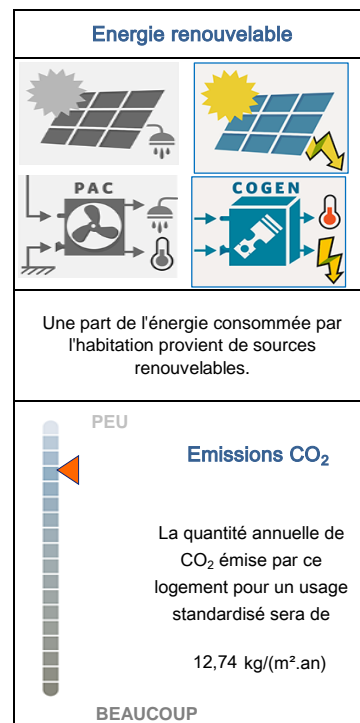 Energie renouvelable
PAC
COGEN
Une part de l'énergie consommée par
l'habitation provient de sources
renouvelables.
PEU
Emissions CO₂
La quantité annuelle de
CO₂ émise par ce
logement pour un usage
standardisé sera de
12,74 kg/(m².an)
BEAUCOUP